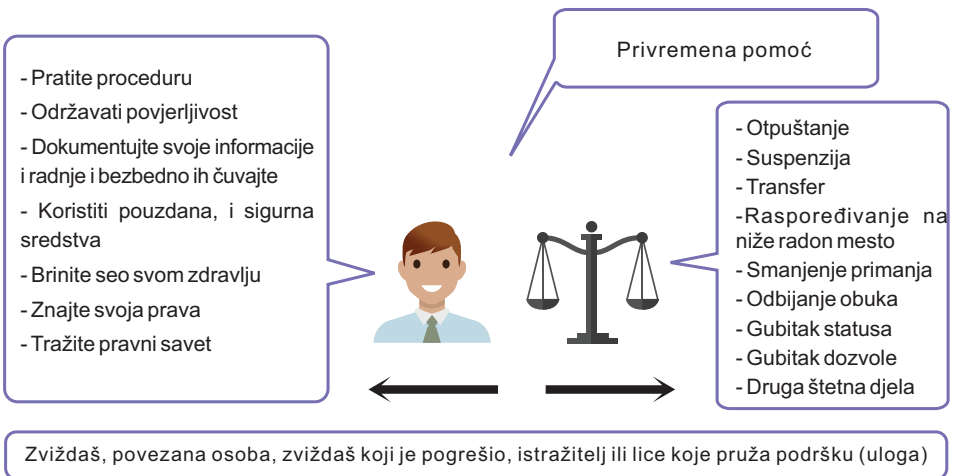 Privremena pomoć
- Pratite proceduru
- Održavati povjerljivost
- Dokumentujte svoje informacije
i radnje i bezbedno ih čuvajte
- Koristiti pouzdana, i sigurna
sredstva
- Brinite seo svom zdravlju
- Znajte svoja prava
- Tražite pravni savet
- Otpuštanje
- Suspenzija
- Transfer
-Raspoređivanje na
niže radon mesto
- Smanjenje primanja
- Odbijanje obuka
- Gubitak statusa
- Gubitak dozvole
- Druga štetna djela
Zviždaš, povezana osoba, zviždaš koji je pogrešio, istražitelj ili lice koje pruža podršku (uloga)